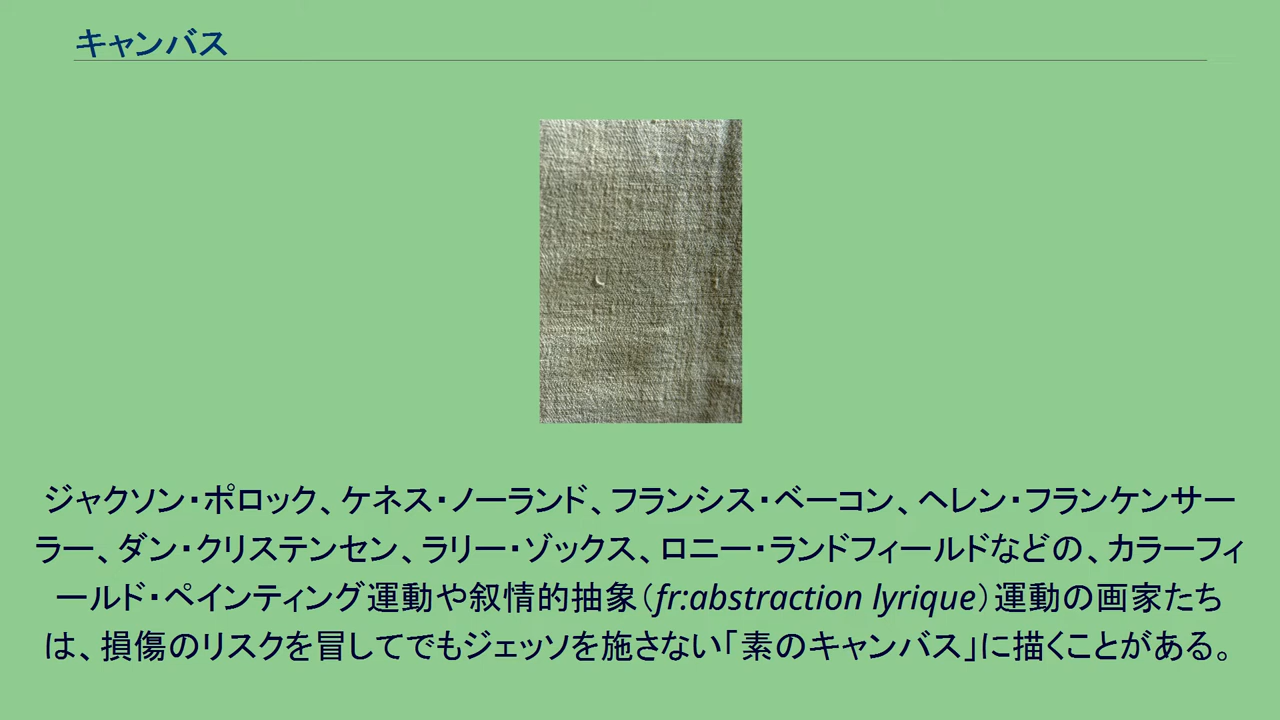 キャンバス
ジャクソン・ポロック、ケネス・ノーランド、フランシス・ベーコン、ヘレン・フランケンサー
ラー、ダン・クリステンセン、ラリー・ゾックス、ロニー・ランドフィールドなどの、カラーフィ
ールド・ペインティング運動や叙情的抽象（fr:abstraction lyrique）運動の画家たち
は、損傷のリスクを冒してでもジェッソを施さない「素のキャンバス」に描くことがある。